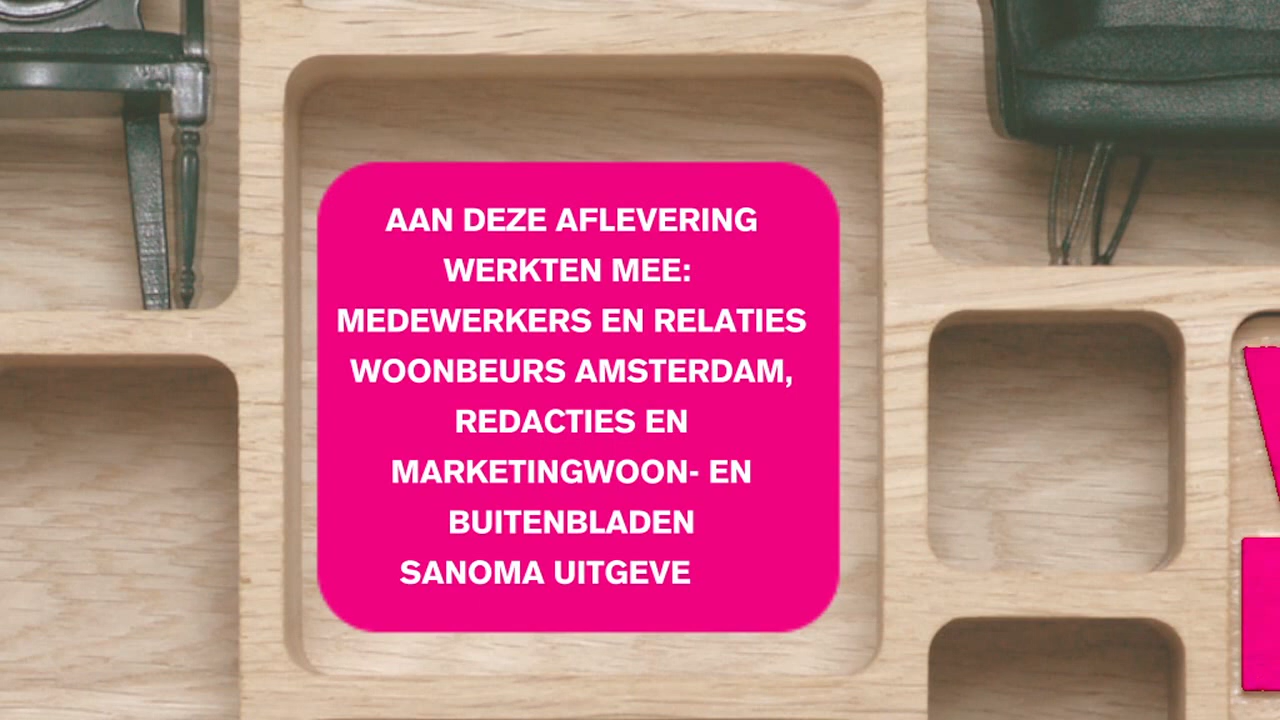 AAN DEZE AFLEVERING
WERKTEN MEE:
MEDEWERKERS EN RELATIES
WOONBEURS AMSTERDAM,
REDACTIES EN
MARKETINGWOON- EN
BUITENBLADEN
SANOMA UITGEVE